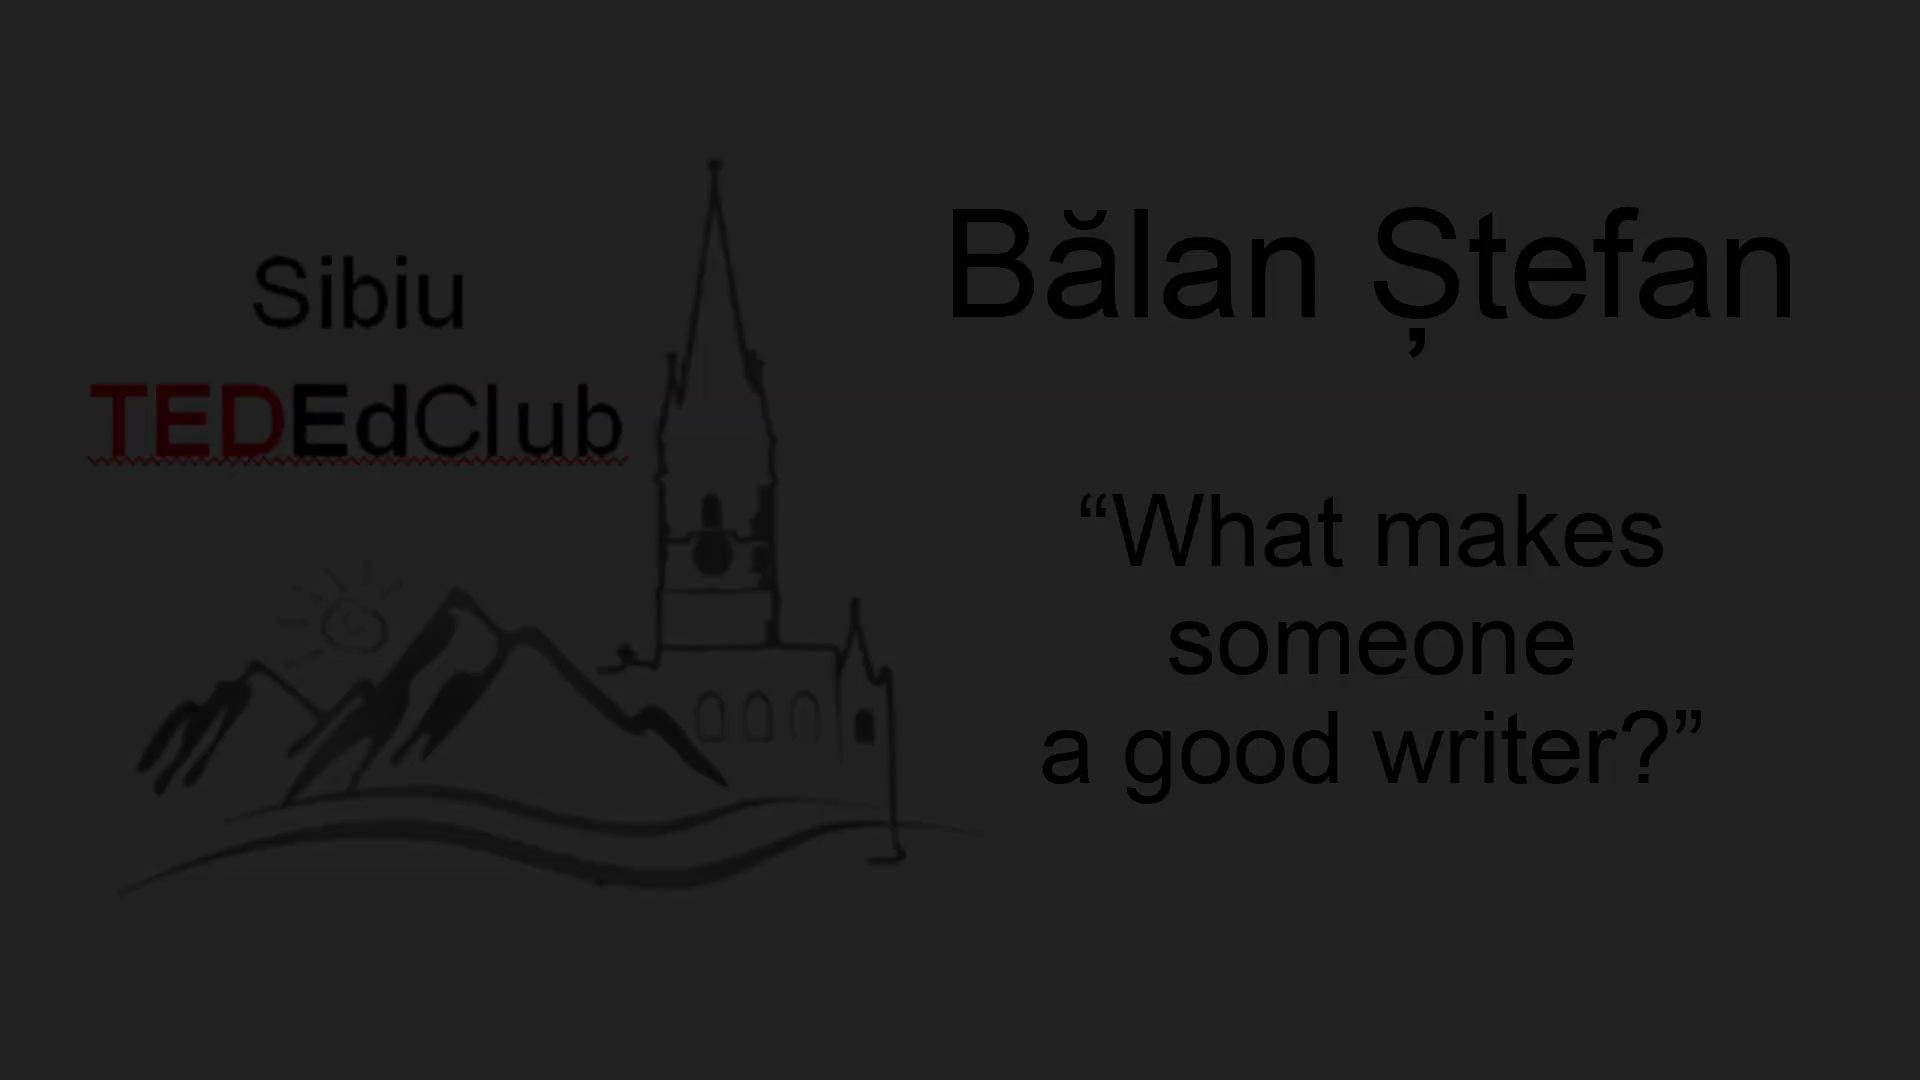 Sibiu
TEDEdClub
Bălan Ștefan
“What makes
someone
a good writer?”